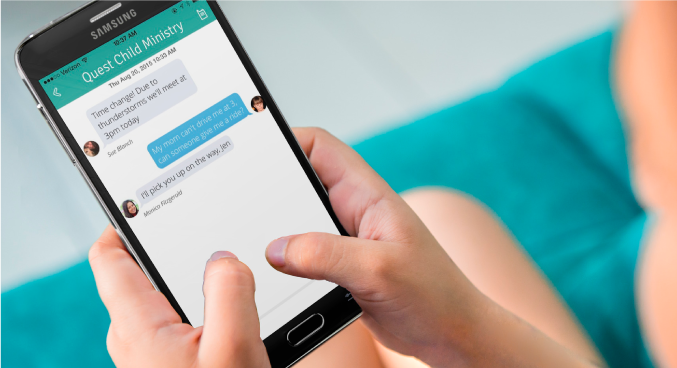 SAMSUNG
Verizon 10:37 AM
Quest Child Ministry
Thu Aug 20, 2015 10:33 AM
Time change! Due to
thunderstorms we'll meet at
3pm today
Sue Blanch
My mom can't drive me at 3,
can someone give me a ride?
I'll pick you up on the way, Jen
Monica Fitzgerald